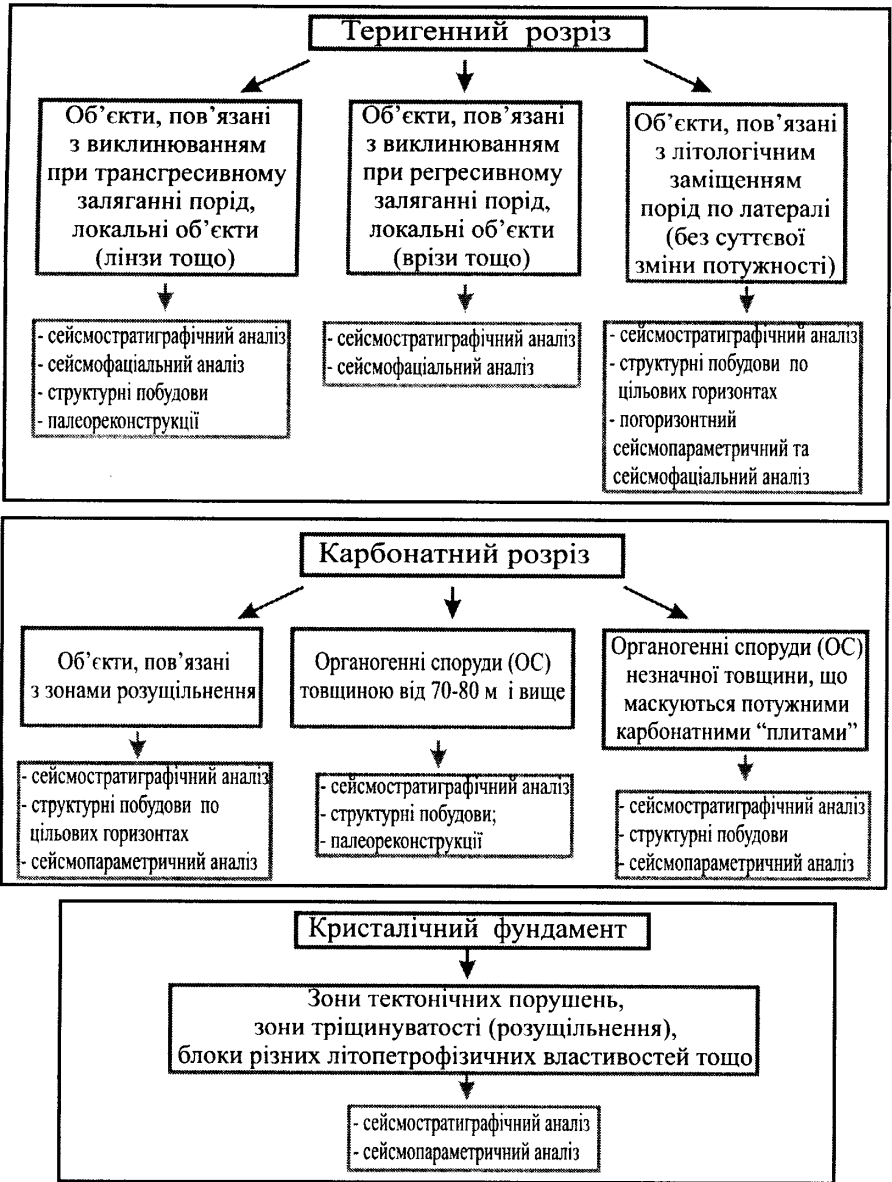 Теригенний розріз
Об’єкти, пов’язані
з виклинюванням
при трансгресивному
заляганні порід,
локальні об’єкти
(лінзи тощо)
Об’єкти, пов’язані
з виклинюванням
при регресивному
заляганні порід,
локальні об’єкти
(врізи тощо)
Об’єкти, пов’язані
з літологічним
заміщенням
порід по латералі
(без суттєвої
зміни потужності)
- сейсмостратиграфічний аналіз
- сейсмофаціальний аналіз
- структурні побудови
- палеореконструкції
- сейсмостратиграфічний аналіз
- сейсмофаціальний аналіз
- сейсмостратиграфічний аналіз
- структурні побудови по
цільових горизонтах
- погоризонтний
сейсмопараметричний та
сейсмофаціальний аналіз
Карбонатний розріз
Об’єкти, пов’язані
з зонами розущільнення
Органогенні споруди (ОС)
товщиною від 70-80 м і вище
Органогенні споруди (ОС)
незначної товщини, що
маскуються потужними
карбонатними “плитами”
- сейсмостратиграфічний аналіз
- структурні побудови по
цільових горизонтах
- сейсмопараметричний аналіз
- сейсмостратиграфічний аналіз
- структурні побудови;
- палеореконструкції
- сейсмостратиграфічний аналіз
- структурні побудови
- сейсмопараметричний аналіз
Кристалічний фундамент
Зони тектонічних порушень,
зони тріщинуватості (розущільнення),
блоки різних літопетрофізичних властивостей тощо
- сейсмостратиграфічний аналіз
- сейсмопараметричний аналіз